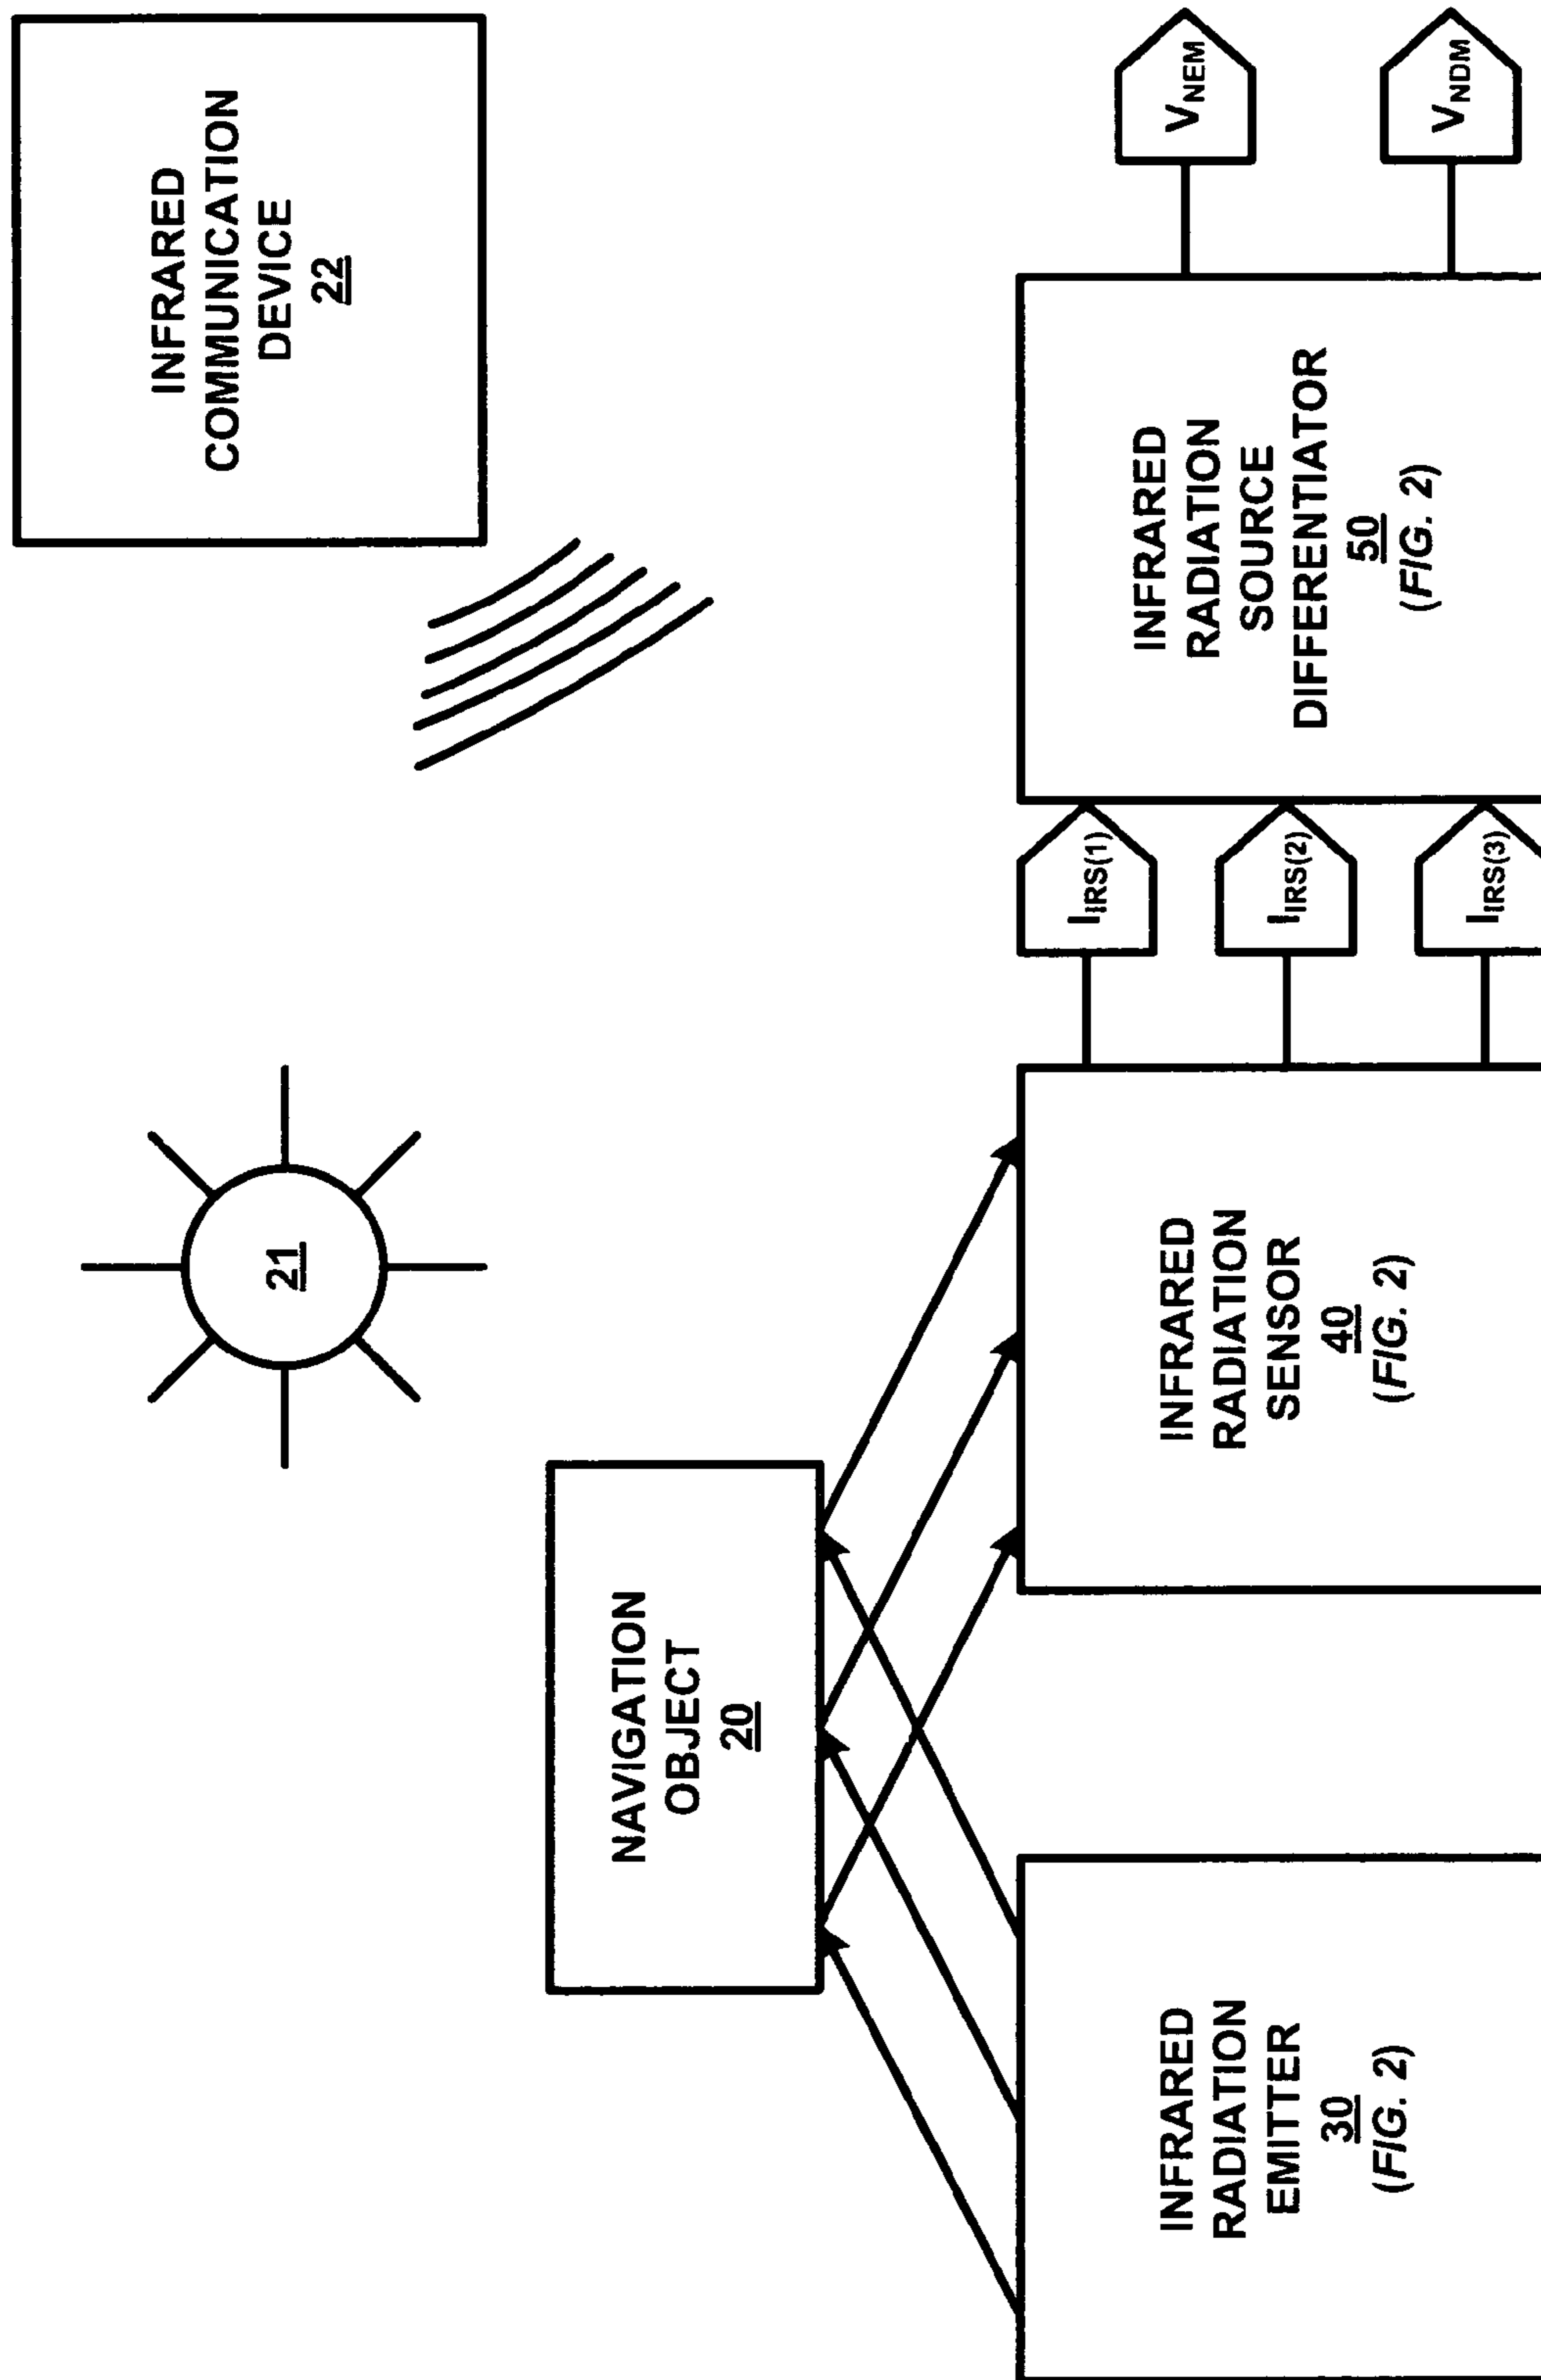 INFRARED
COMMUNICATION
DEVICE
22
21
NAVIGATION
OBJECT
20
INFRARED
RADIATION
EMITTER
30
(FIG. 2)
INFRARED
RADIATION
SENSOR
40
(FIG. 2)
IIRS(1)
IIRS(2)
IIRS(3)
INFRARED
RADIATION
SOURCE
DIFFERENTIATOR
50
(FIG. 2)
VNEM
VNDM